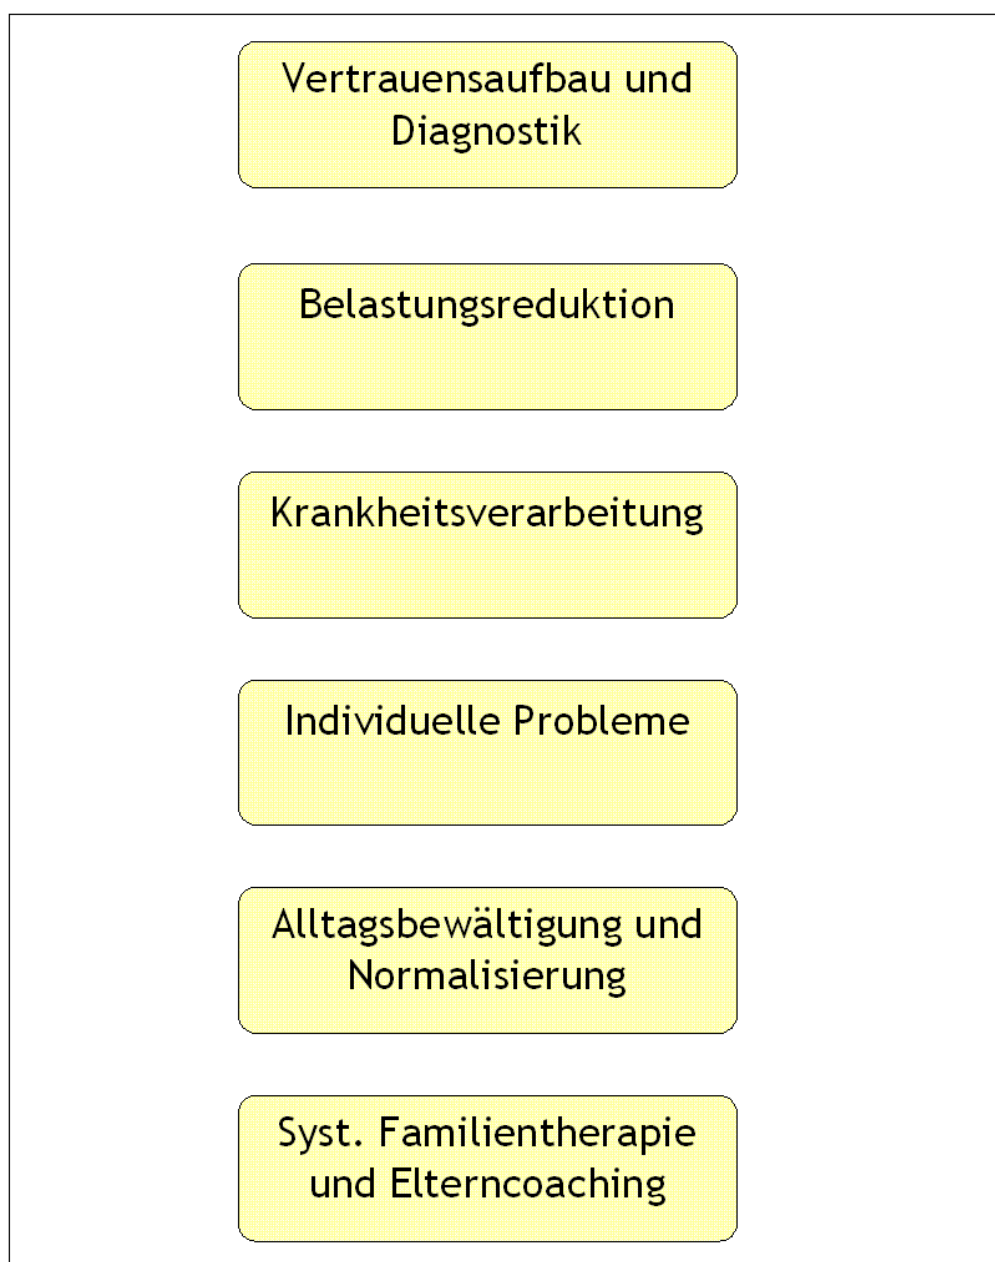 Vertrauensaufbau und
Diagnostik
Belastungsreduktion
Krankheitsverarbeitung
Individuelle Probleme
Alltagsbewältigung und
Normalisierung
Syst. Familientherapie
und Elterncoaching